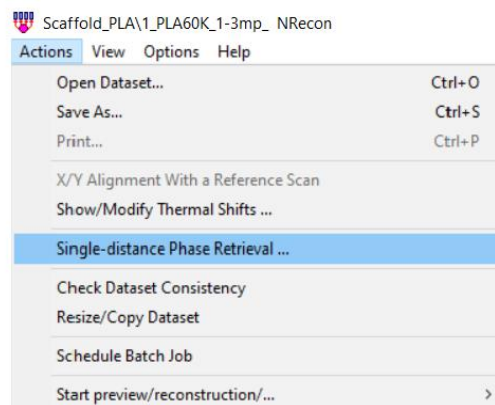 Scaffold_PLA\1_PLA60K_1-3mp_ NRecon
Actions View Options Help
Open Dataset... Ctrl+O
Save As... Ctrl+S
Print... Ctrl+P
X/Y Alignment With a Reference Scan
Show/Modify Thermal Shifts ...
Single-distance Phase Retrieval ...
Check Dataset Consistency
Resize/Copy Dataset
Schedule Batch Job
Start preview/reconstruction/... >